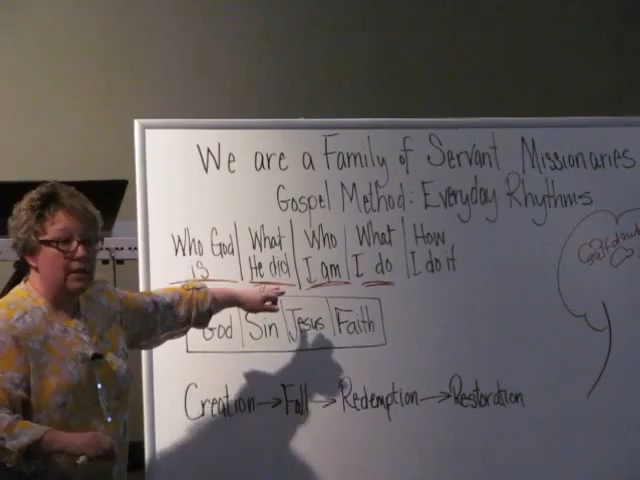 We are a Family of Servant Missionaries
Gospel Method: Everyday Rhythms
Who God is | What He did | Who I am | What I do | How I do it
God | Sin | Jesus | Faith
Creation → Fall → Redemption → Restoration